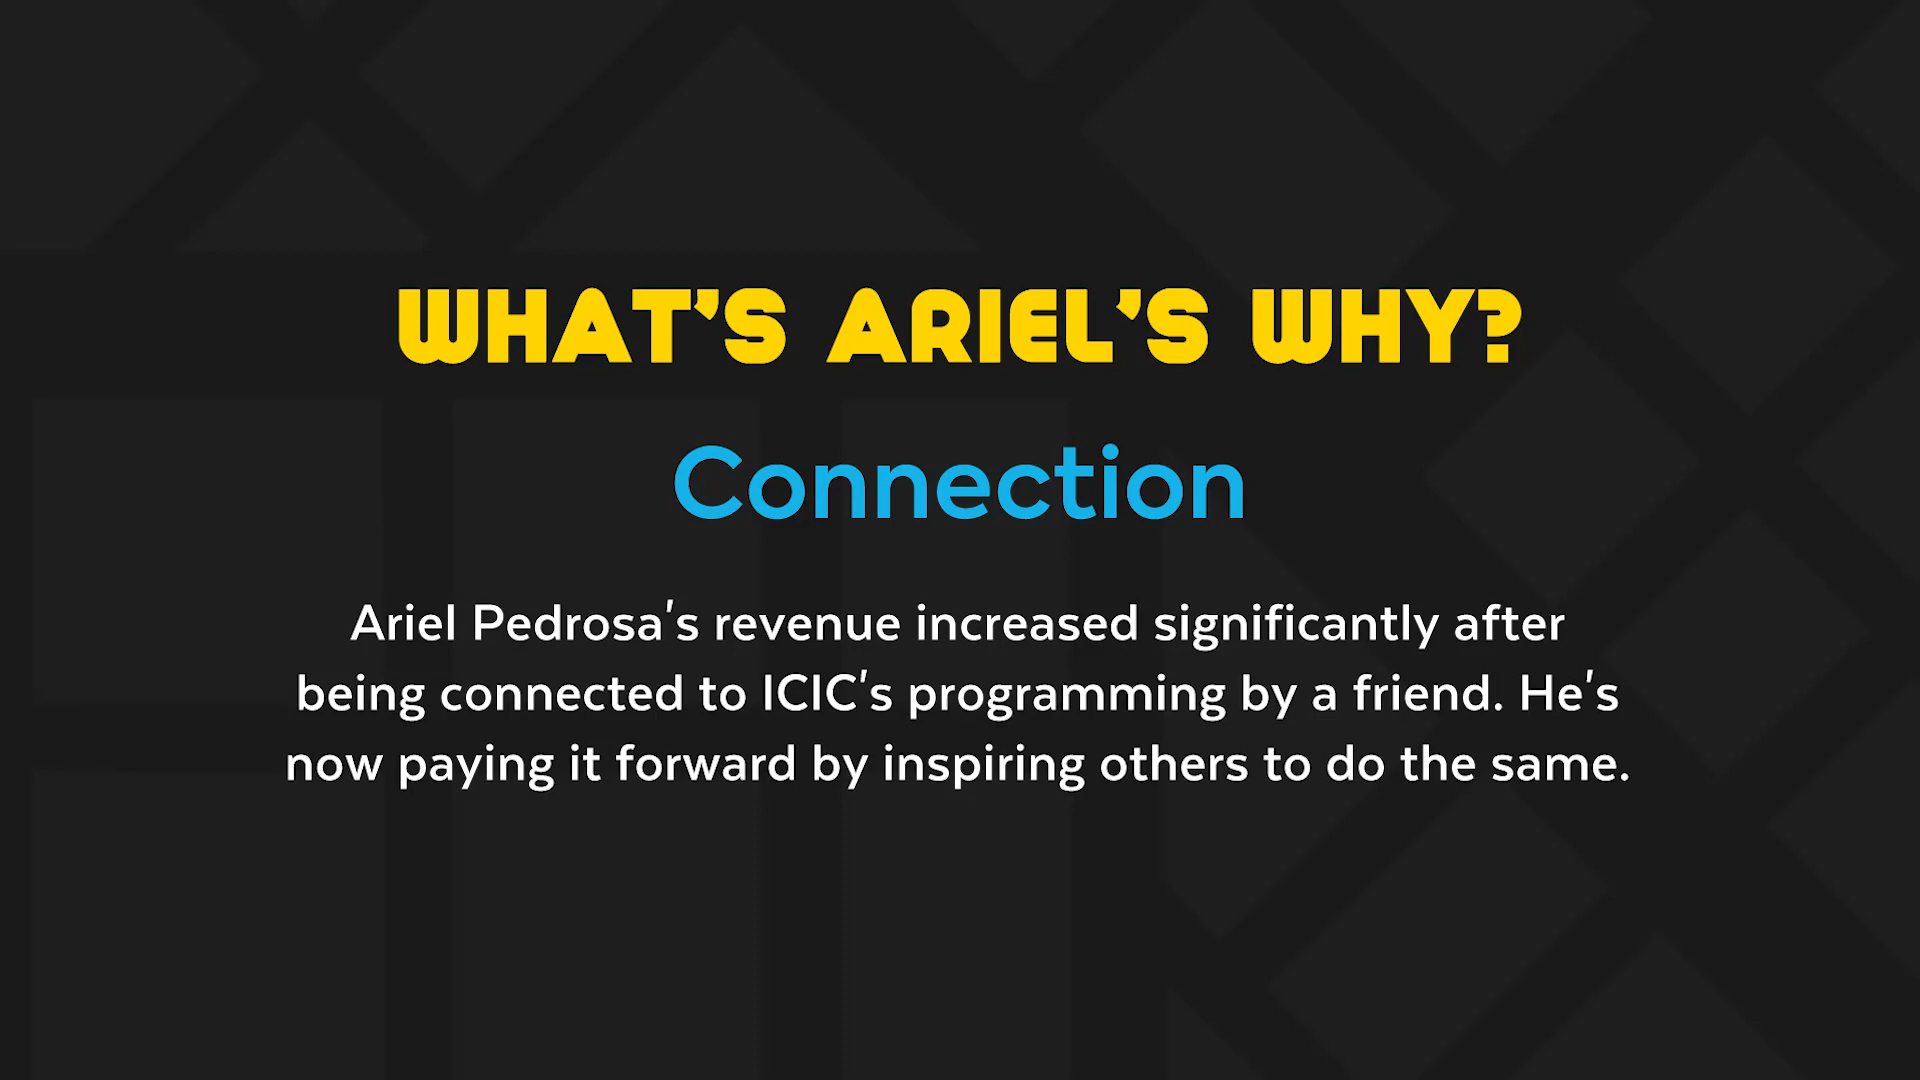 WHAT'S ARIEL'S WHY?
Connection
Ariel Pedrosa's revenue increased significantly after
being connected to ICIC's programming by a friend. He's
now paying it forward by inspiring others to do the same.